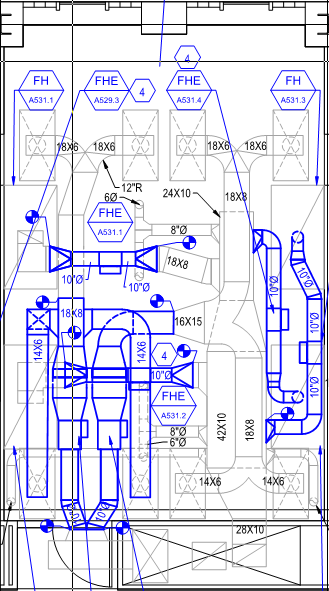 4
FH
A531.1
FHE
A529.3
4
FHE
A531.4
FH
A531.3
18X6
18X6
18X6
18X6
12"R
6Ø
24X10
18X8
FHE
A531.1
8"Ø
18X8
10"Ø
10"Ø
10"Ø
10"Ø
18X8
16X15
14X6
14X6
4
10"Ø
FHE
A531.2
10"Ø
8"Ø
6"Ø
42X10
18X8
14X6
14X6
10"Ø
10"Ø
28X10